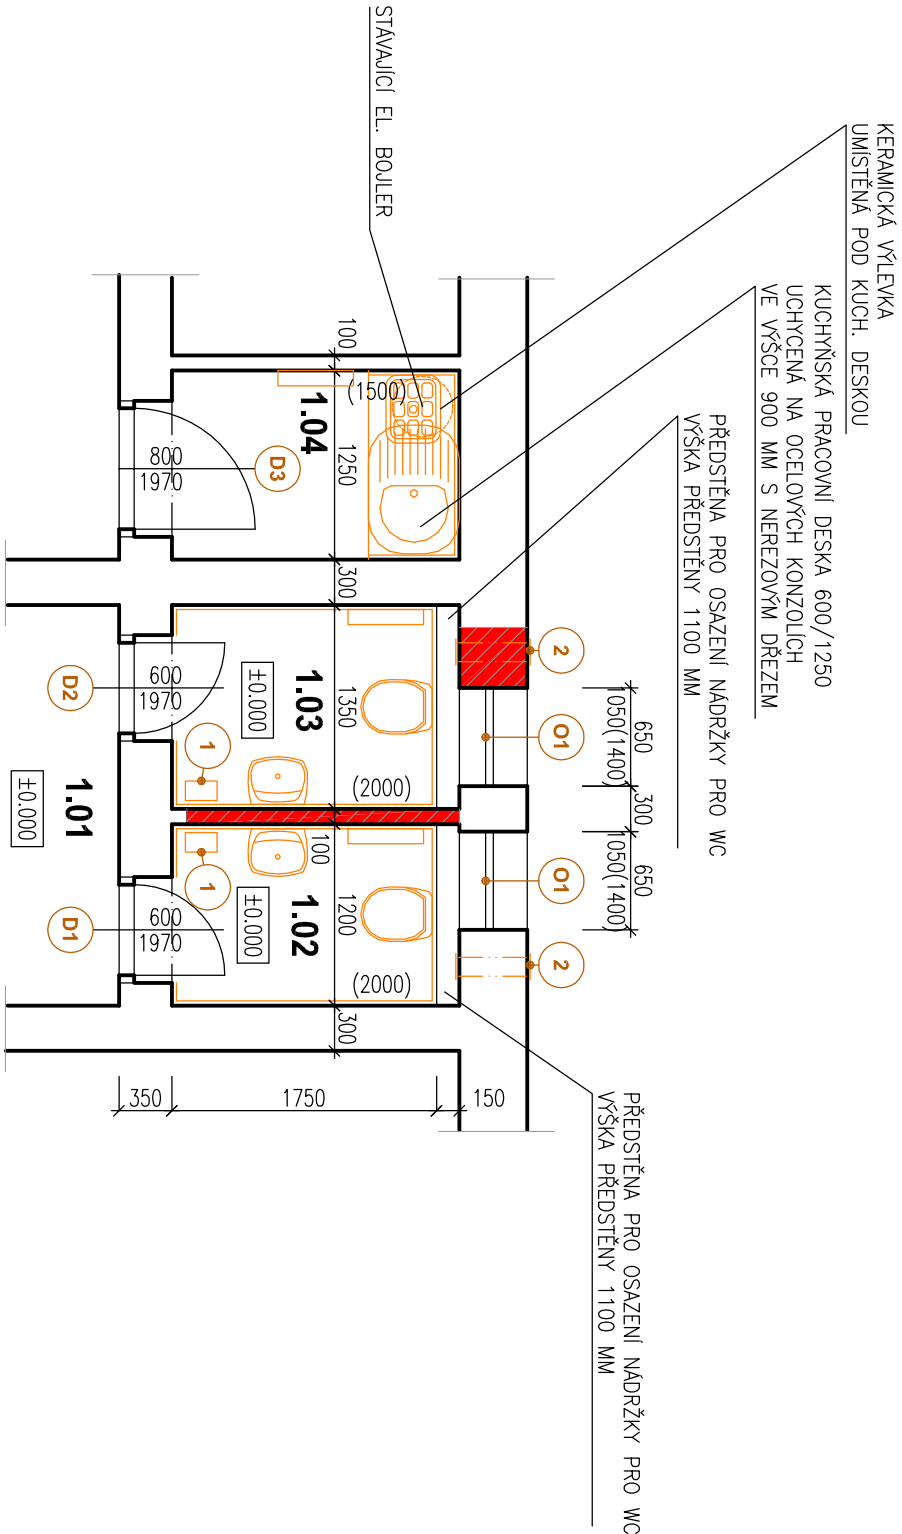 KERAMICKÁ VÝLEVKA
UMÍSTĚNÁ POD KUCH. DESKOU
KUCHYŇSKÁ PRACOVNÍ DESKA 600/1250
UCHYCENÁ NA OCELOVÝCH KONZOLÍCH
VE VÝŠCE 900 MM S NEREZOVÝM DŘEZEM
PŘEDSTĚNA PRO OSAZENÍ NÁDRŽKY PRO WC
VÝŠKA PŘEDSTĚNY 1100 MM
PŘEDSTĚNA PRO OSAZENÍ NÁDRŽKY PRO WC
VÝŠKA PŘEDSTĚNY 1100 MM
STÁVAJÍCÍ EL. BOJLER
650
1050(1400)
300
650
1050(1400)
2
O1
O1
2
150
1750
350
100
(1500)
1250
300
1350
(2000)
100
1200
(2000)
300
1.04
1.03
±0.000
1.02
±0.000
1
1
D3
800
1970
D2
600
1970
D1
600
1970
1.01
±0.000